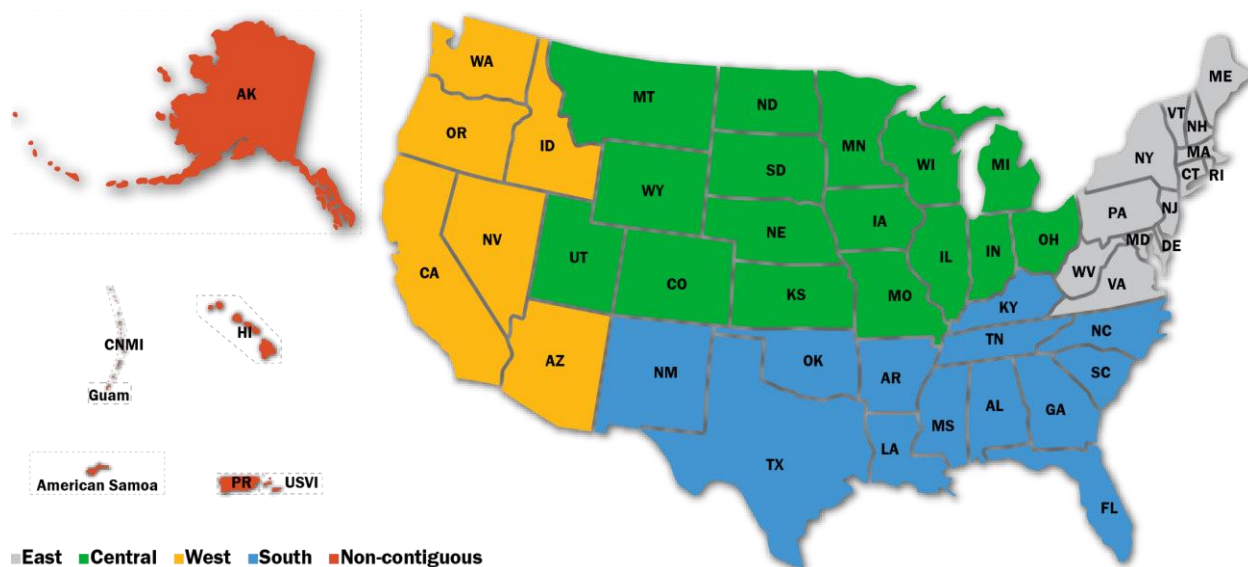 AK
CNMI
HI
Guam
American Samoa
PR
USVI
WA
OR
ID
NV
CA
AZ
MT
ND
MN
SD
WY
NE
IA
WI
MI
UT
CO
KS
MO
IL
IN
OH
NM
OK
AR
TX
LA
MS
AL
GA
FL
SC
NC
TN
KY
ME
VT
NH
NY
MA
CT
RI
PA
NJ
MD
DE
WV
VA
East
Central
West
South
Non-contiguous